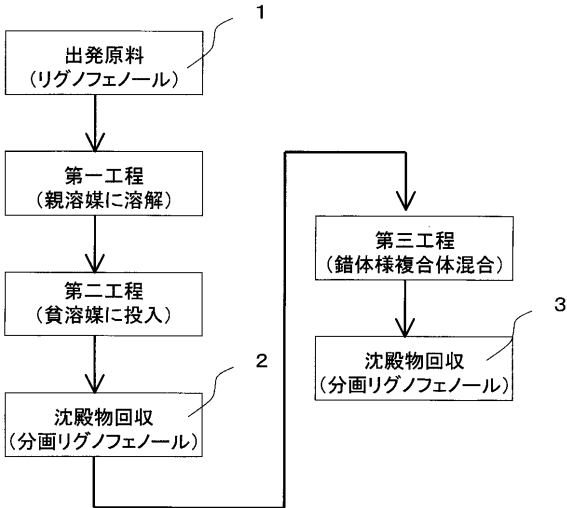 1
出発原料
(リグノフェノール)
第一工程
(親溶媒に溶解)
第二工程
(貧溶媒に投入)
2
沈殿物回収
(分画リグノフェノール)
第三工程
(錯体様複合体混合)
3
沈殿物回収
(分画リグノフェノール)